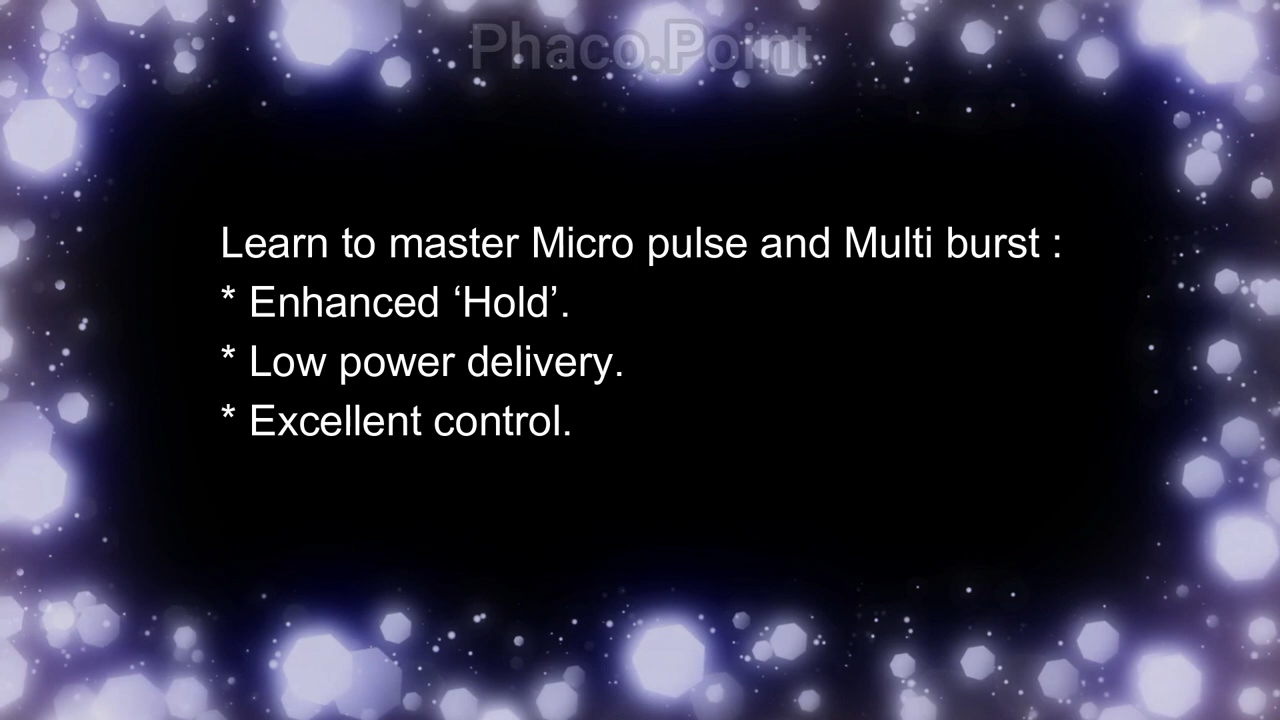 Phaco.Point
Learn to master Micro pulse and Multi burst :
* Enhanced ‘Hold’.
* Low power delivery.
* Excellent control.